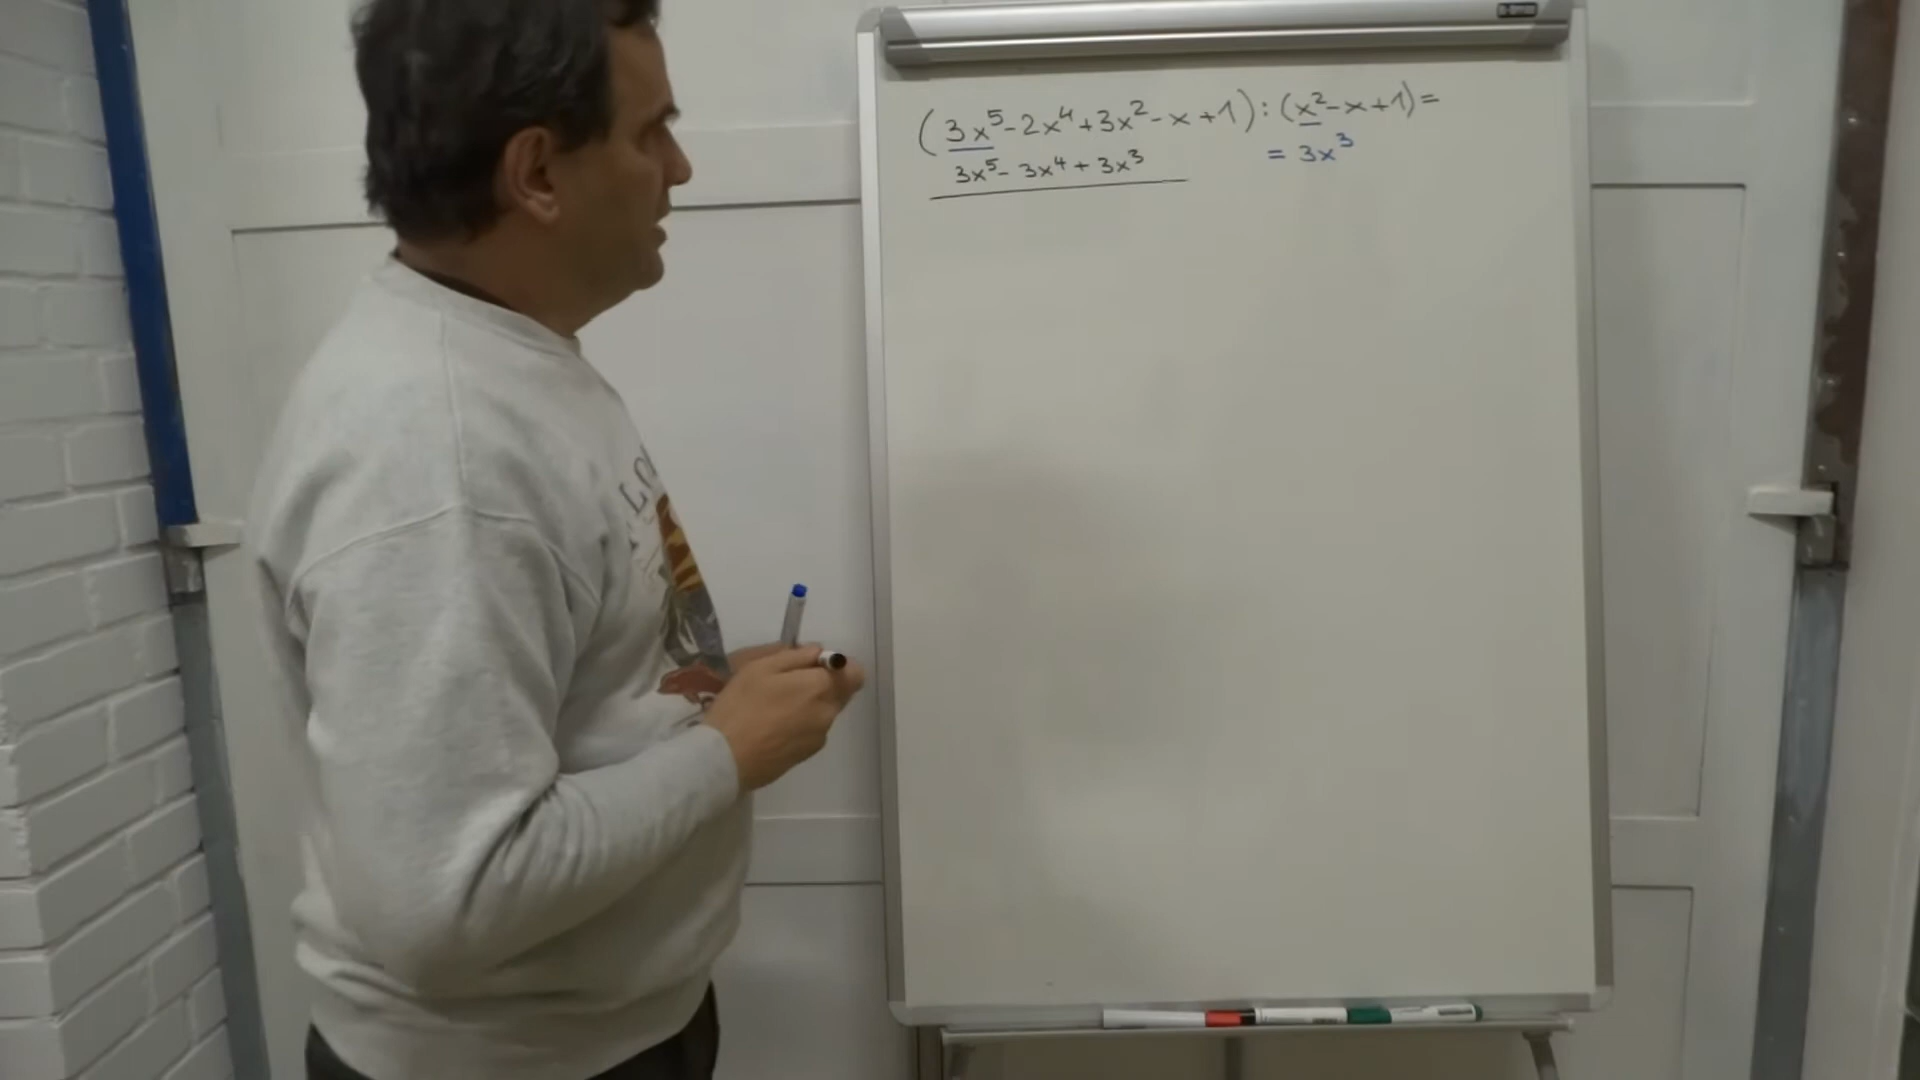 (3x⁵-2x⁴+3x²-x+1):(x²-x+1)=
3x⁵-3x⁴+3x³ =3x³